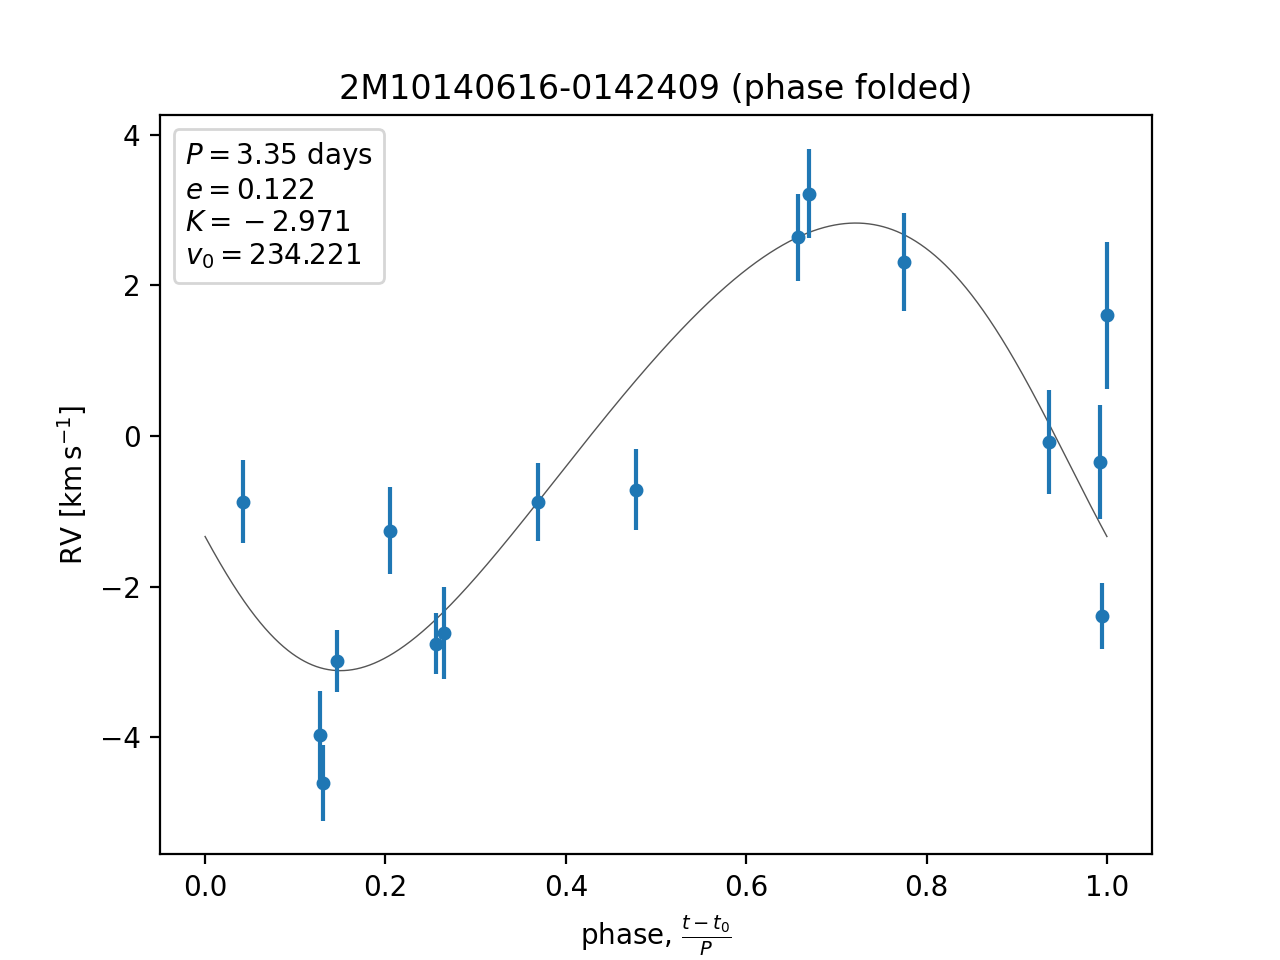 2M10140616-0142409 (phase folded)
P = 3.35 days
e = 0.122
K = −2.971
v₀ = 234.221
4
2
0
−2
−4
RV [km s⁻¹]
0.0 0.2 0.4 0.6 0.8 1.0
phase, (t − t₀)/P